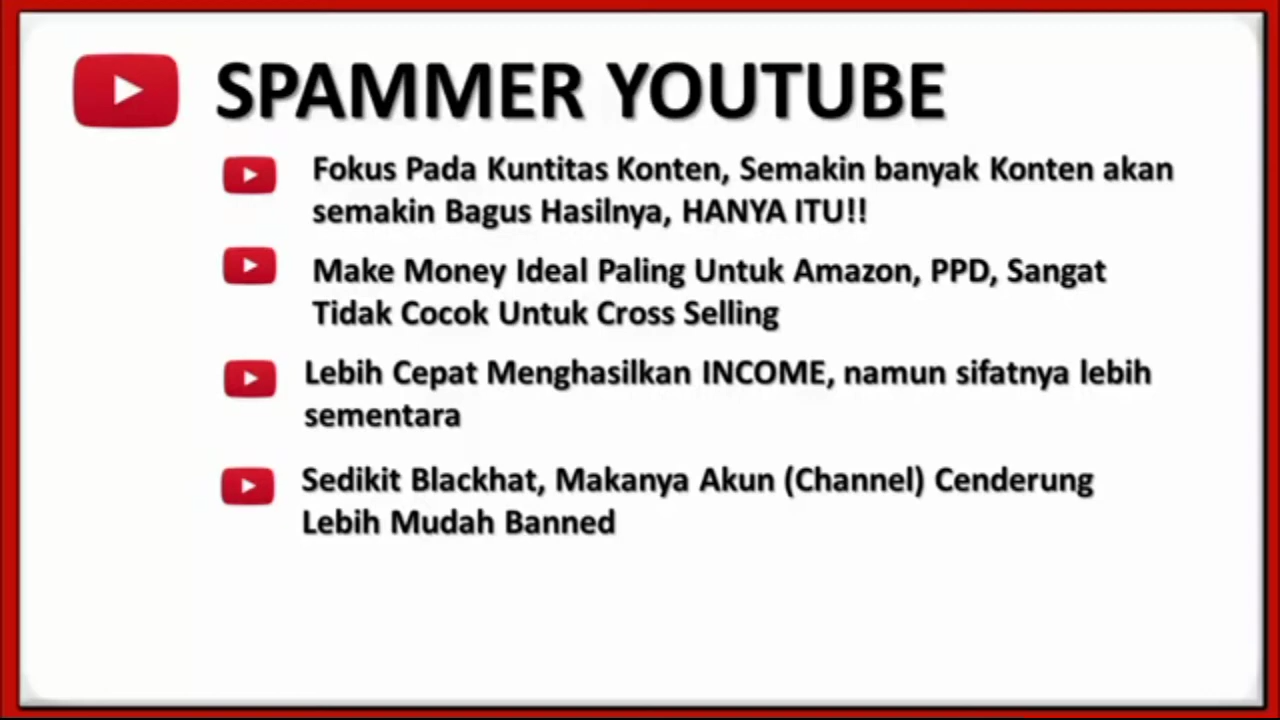 SPAMMER YOUTUBE
Fokus Pada Kuntitas Konten, Semakin banyak Konten akan
semakin Bagus Hasilnya, HANYA ITU!!
Make Money Ideal Paling Untuk Amazon, PPD, Sangat
Tidak Cocok Untuk Cross Selling
Lebih Cepat Menghasilkan INCOME, namun sifatnya lebih
sementara
Sedikit Blackhat, Makanya Akun (Channel) Cenderung
Lebih Mudah Banned